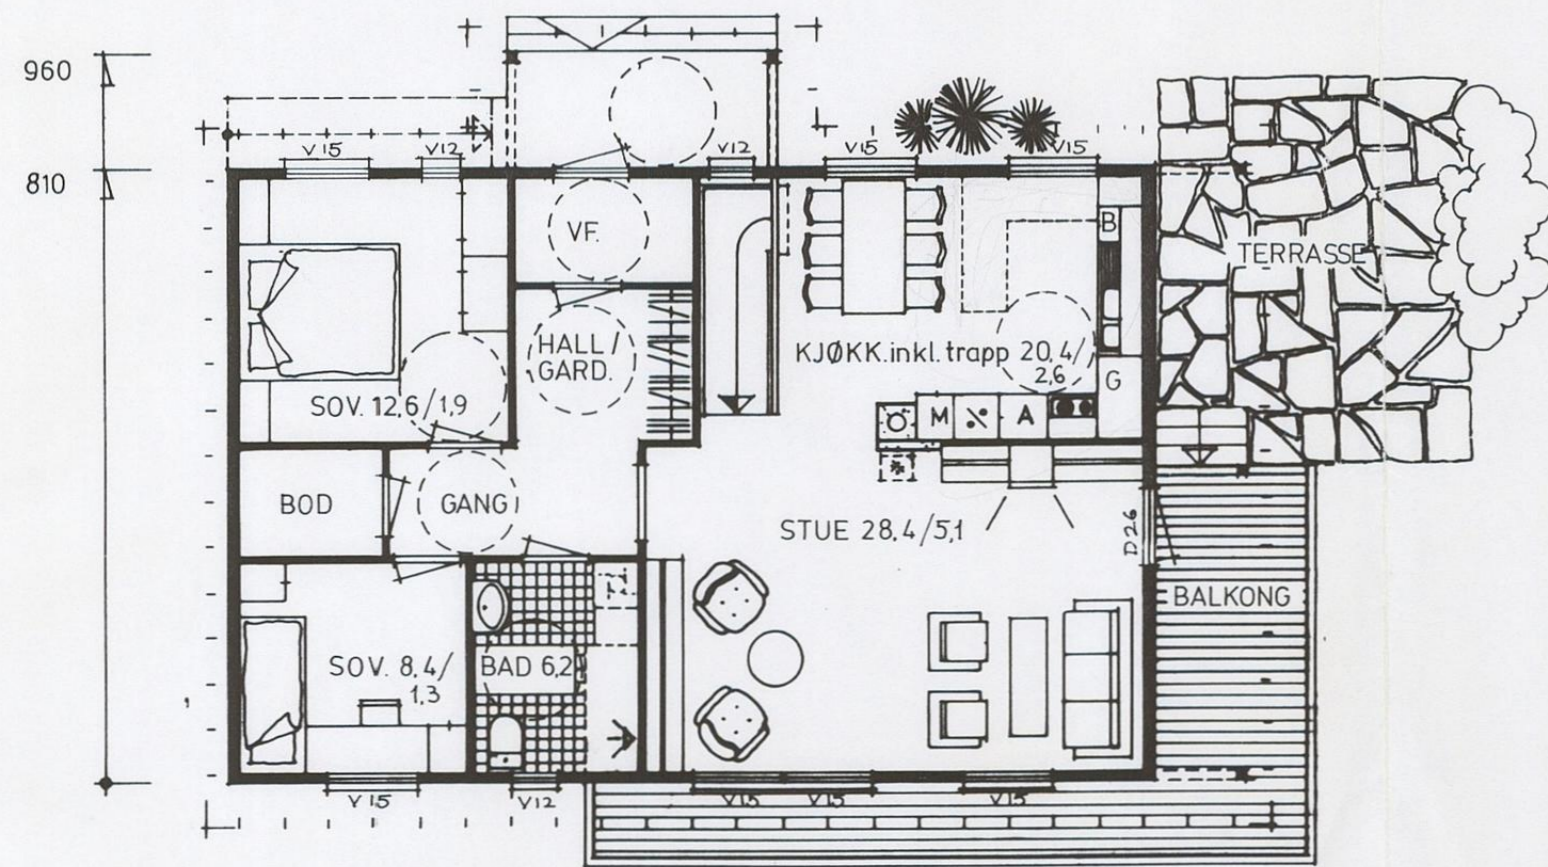 960
810
V15
V12
V12
V15
V15
VF.
B
TERRASSE
HALL/
GARD.
KJØKK.inkl. trapp 20,4/
2,6
G
SOV. 12,6/1,9
M
A
BOD
GANG
STUE 28,4/5,1
D26
BALKONG
SOV. 8,4/
1,3
BAD 6,2
V15
V12
V15
V15
V15